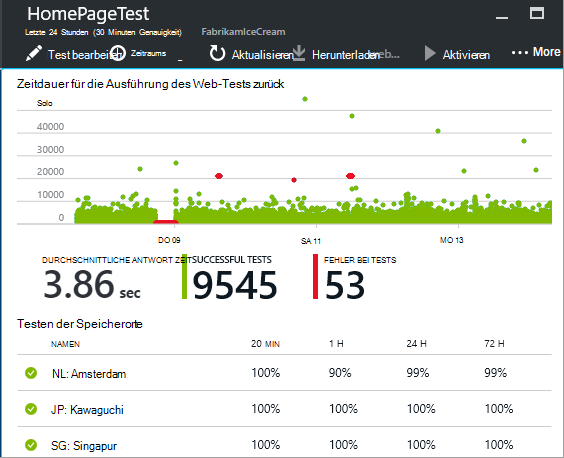 HomePageTest
Letzte 24 Stunden (30 Minuten Genauigkeit) FabrikamIceCream
Test bearbeiten Zeitraums Aktualisieren Herunterladen web... Aktivieren ... More
Zeitdauer für die Ausführung des Web-Tests zurück
Solo
40000
30000
20000
10000
0
DO 09 SA 11 MO 13
DURCHSCHNITTLICHE ANTWORT ZEIT SUCCESSFUL TESTS FEHLER BEI TESTS
3.86 sec 9545 53
Testen der Speicherorte
NAMEN 20 MIN 1 H 24 H 72 H
NL: Amsterdam 100% 90% 99% 99%
JP: Kawaguchi 100% 100% 100% 100%
SG: Singapur 100% 100% 100% 100%